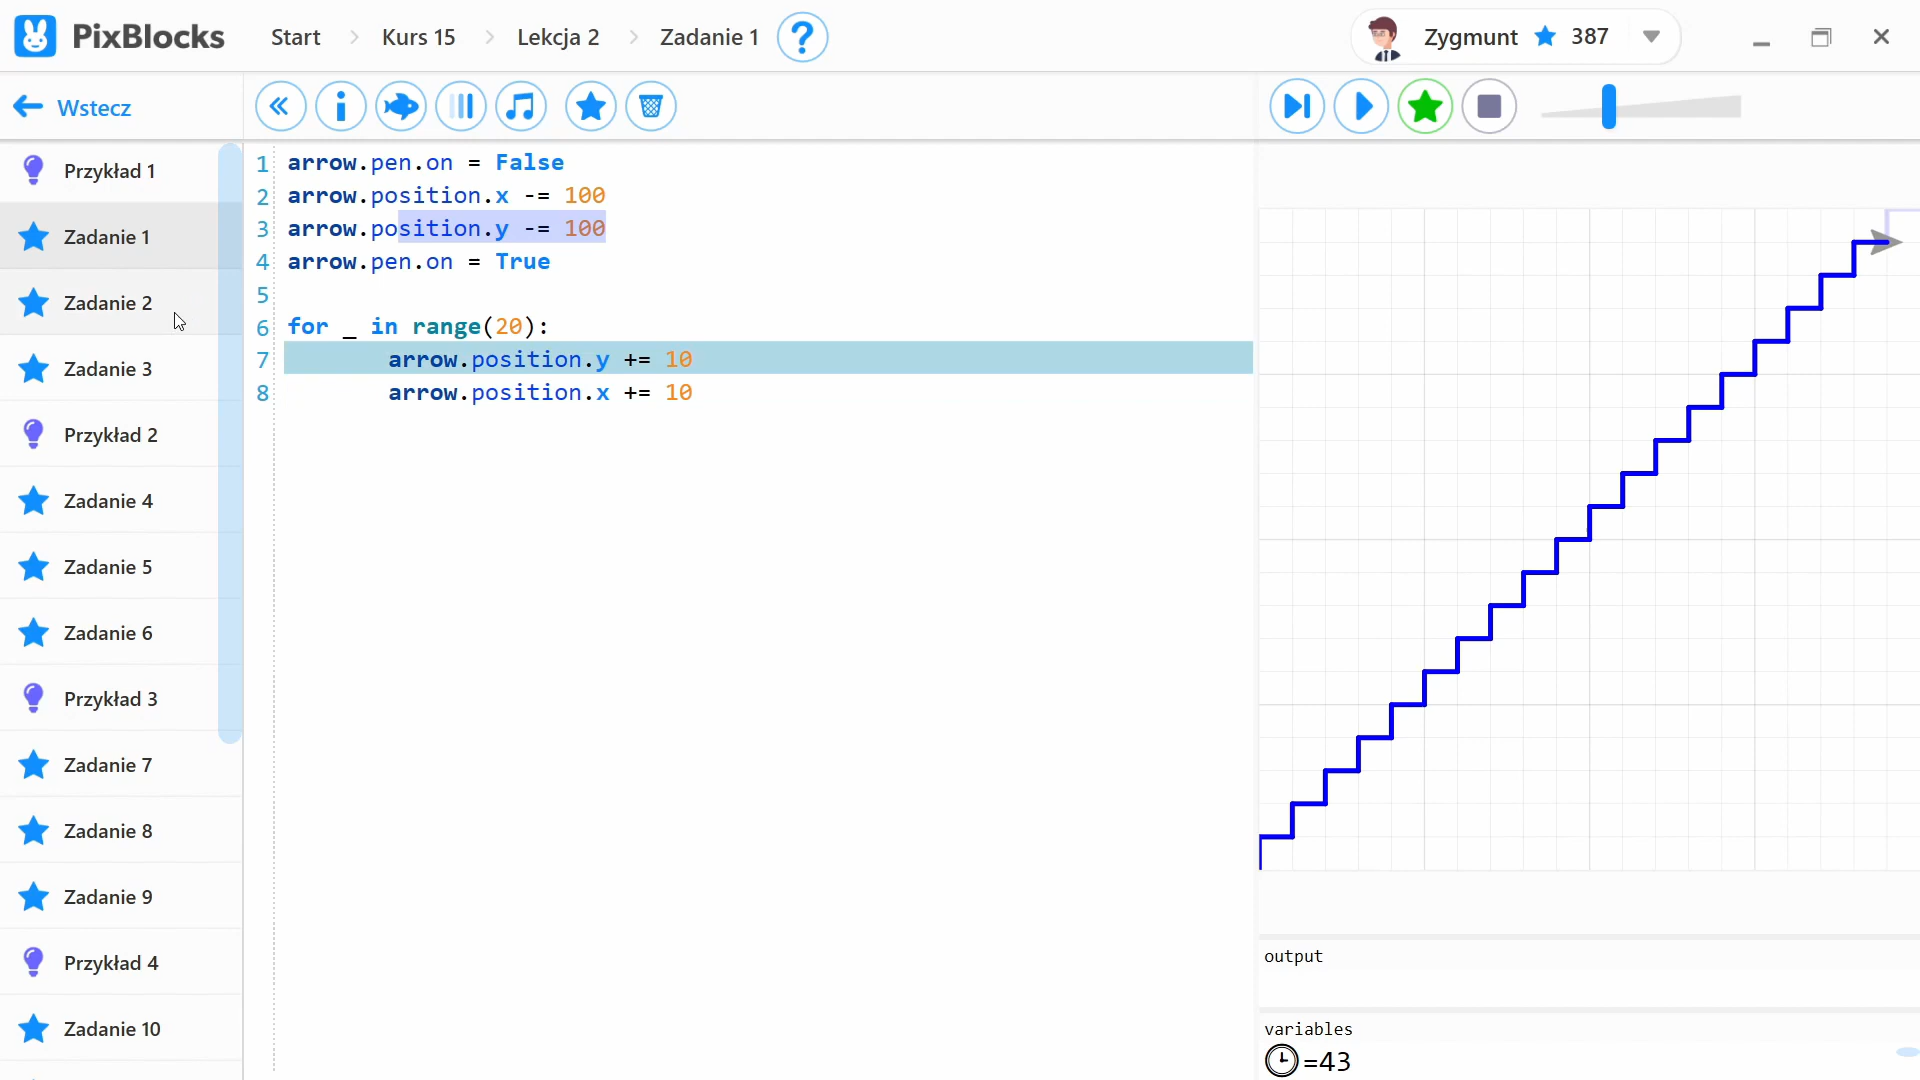 PixBlocks
Start > Kurs 15 > Lekcja 2 > Zadanie 1 ?
Zygmunt 387
Wstecz
Przykład 1
Zadanie 1
Zadanie 2
Zadanie 3
Przykład 2
Zadanie 4
Zadanie 5
Zadanie 6
Przykład 3
Zadanie 7
Zadanie 8
Zadanie 9
Przykład 4
Zadanie 10
1 arrow.pen.on = False
2 arrow.position.x -= 100
3 arrow.position.y -= 100
4 arrow.pen.on = True
5
6 for _ in range(20):
7 arrow.position.y += 10
8 arrow.position.x += 10
output
variables
=43